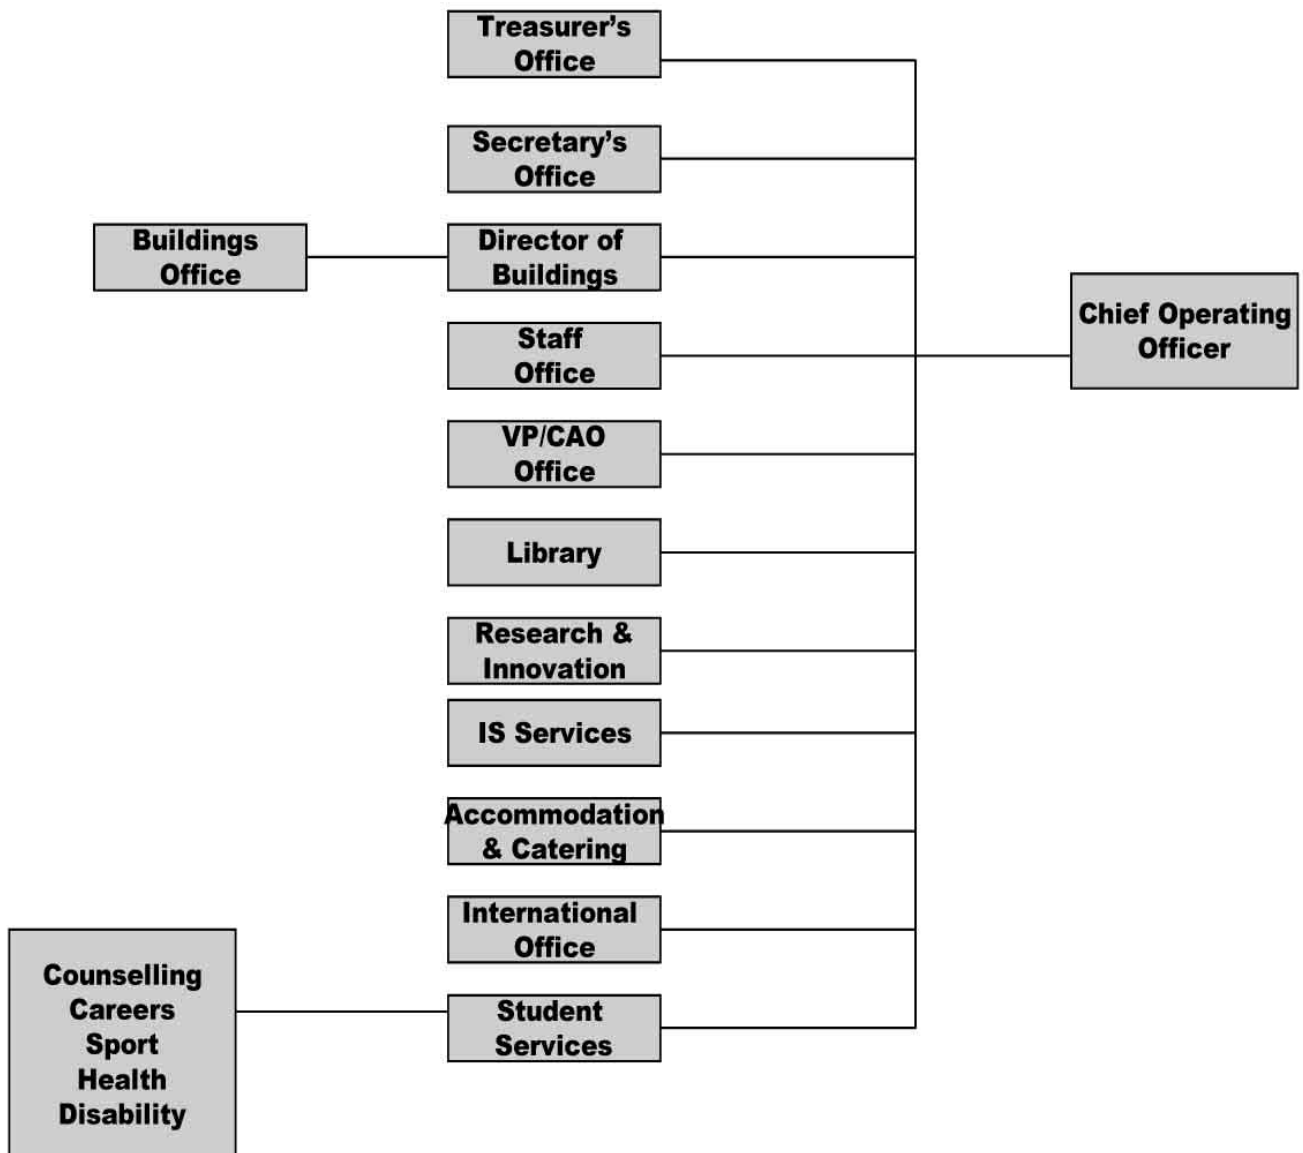 Treasurer's
Office
Secretary's
Office
Buildings
Office
Director of
Buildings
Chief Operating
Officer
Staff
Office
VP/CAO
Office
Library
Research &
Innovation
IS Services
Accommodation
& Catering
International
Office
Counselling
Careers
Sport
Health
Disability
Student
Services